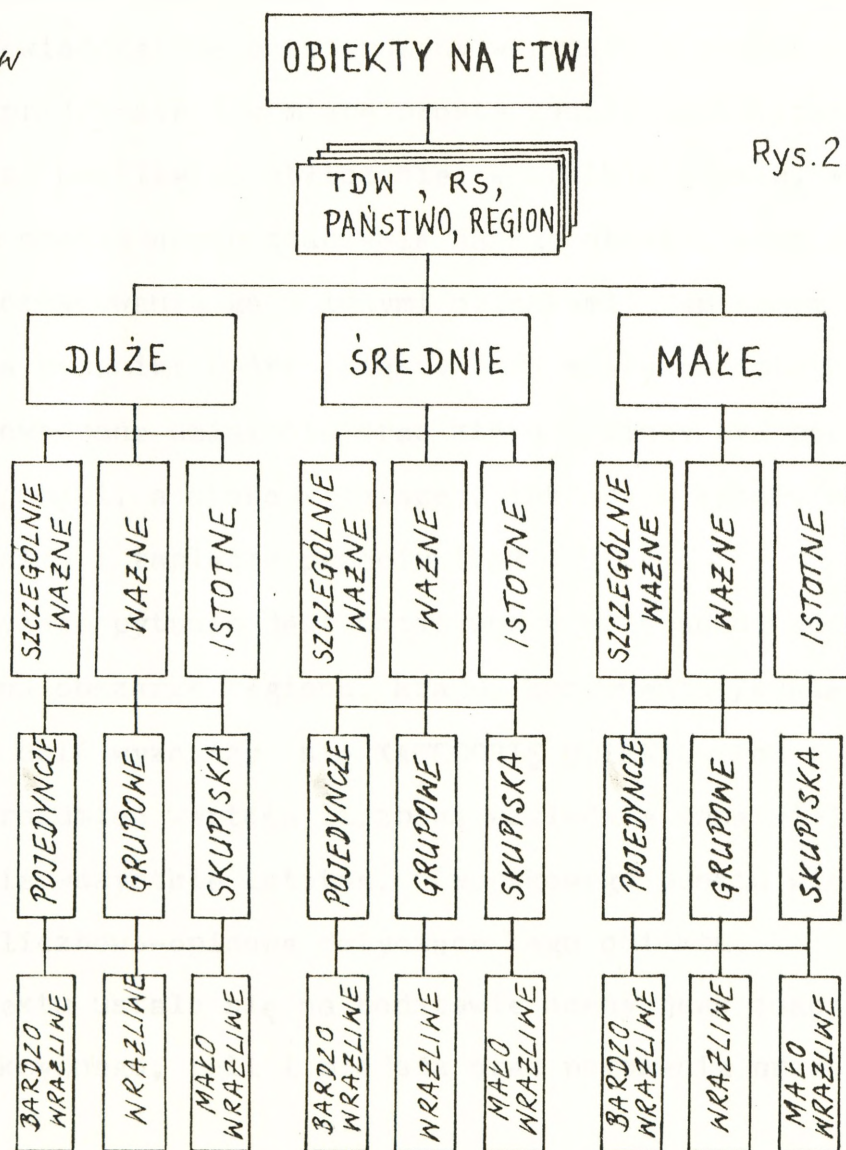 W
OBIEKTY NA ETW
Rys.2
TDW, RS,
PAŃSTWO, REGION
DUŻE
ŚREDNIE
MAŁE
SZCZEGÓLNIE
WAŻNE
WAŻNE
ISTOTNE
SZCZEGÓLNIE
WAŻNE
WAŻNE
ISTOTNE
SZCZEGÓLNIE
WAŻNE
WAŻNE
ISTOTNE
POJEDYNCZE
GRUPOWE
SKUPISKA
POJEDYNCZE
GRUPOWE
SKUPISKA
POJEDYNCZE
GRUPOWE
SKUPISKA
BARDZO
WRAŻLIWE
WRAŻLIWE
MAŁO
WRAŻLIWE
BARDZO
WRAŻLIWE
WRAŻLIWE
MAŁO
WRAŻLIWE
BARDZO
WRAŻLIWE
WRAŻLIWE
MAŁO
WRAŻLIWE